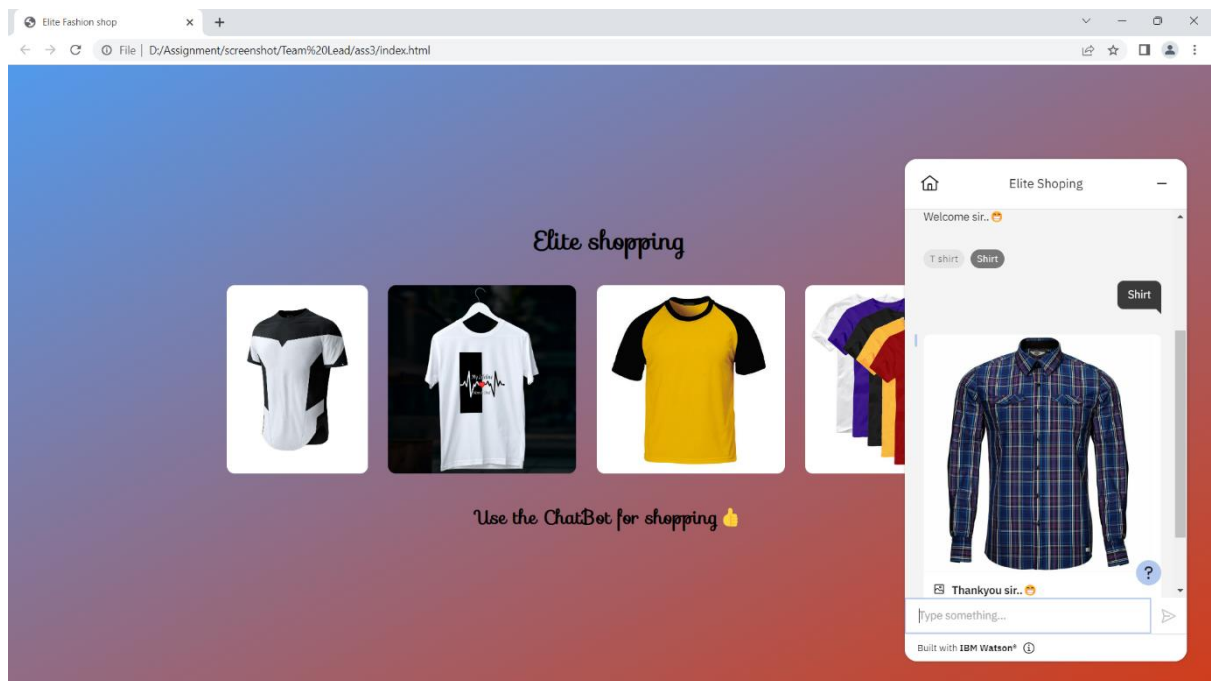 Elite Fashion shop
File | D:/Assignment/screenshot/Team%20Lead/ass3/index.html
Elite shopping
Use the ChatBot for shopping 👍
Elite Shoping
Welcome sir.. 😁
T shirt Shirt
Shirt
Thankyou sir.. 😁
?
Type something...
Built with IBM Watson®